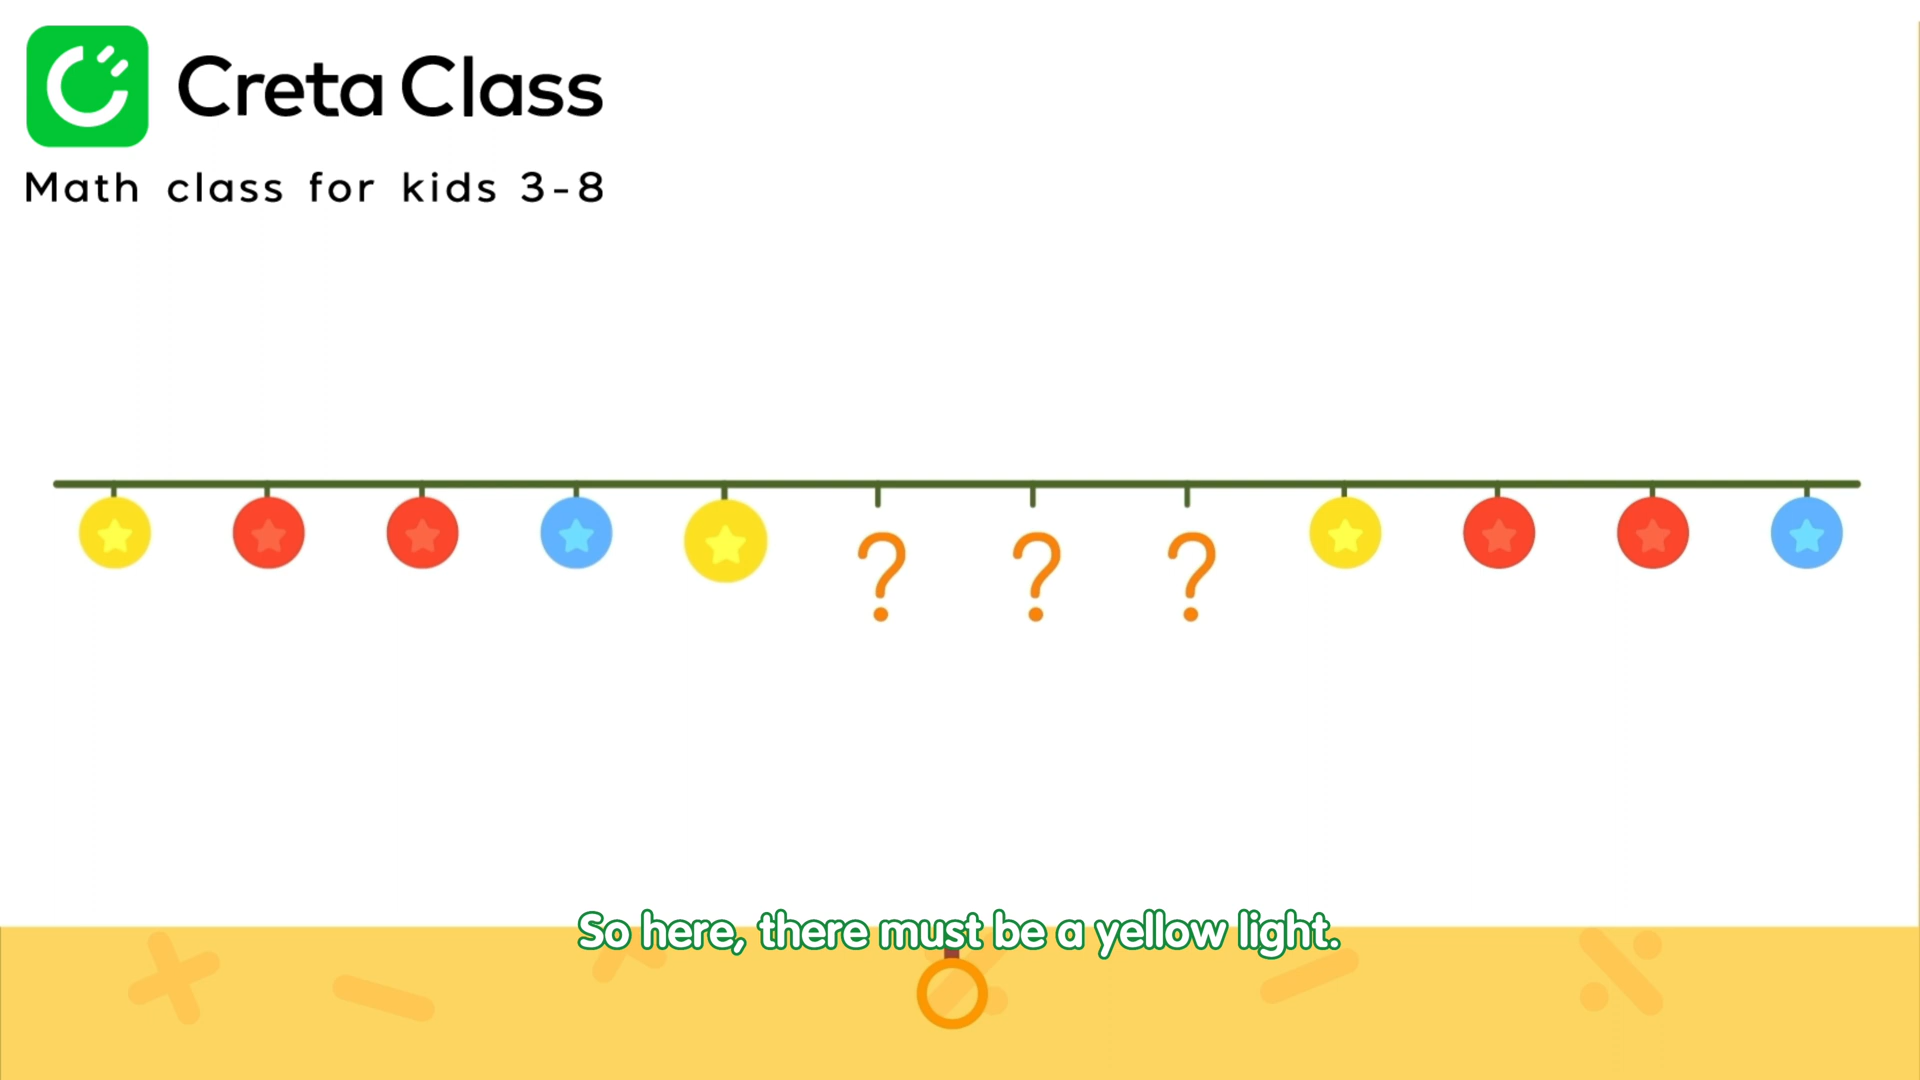 Creta Class
Math class for kids 3-8
? ? ?
So here, there must be a yellow light.